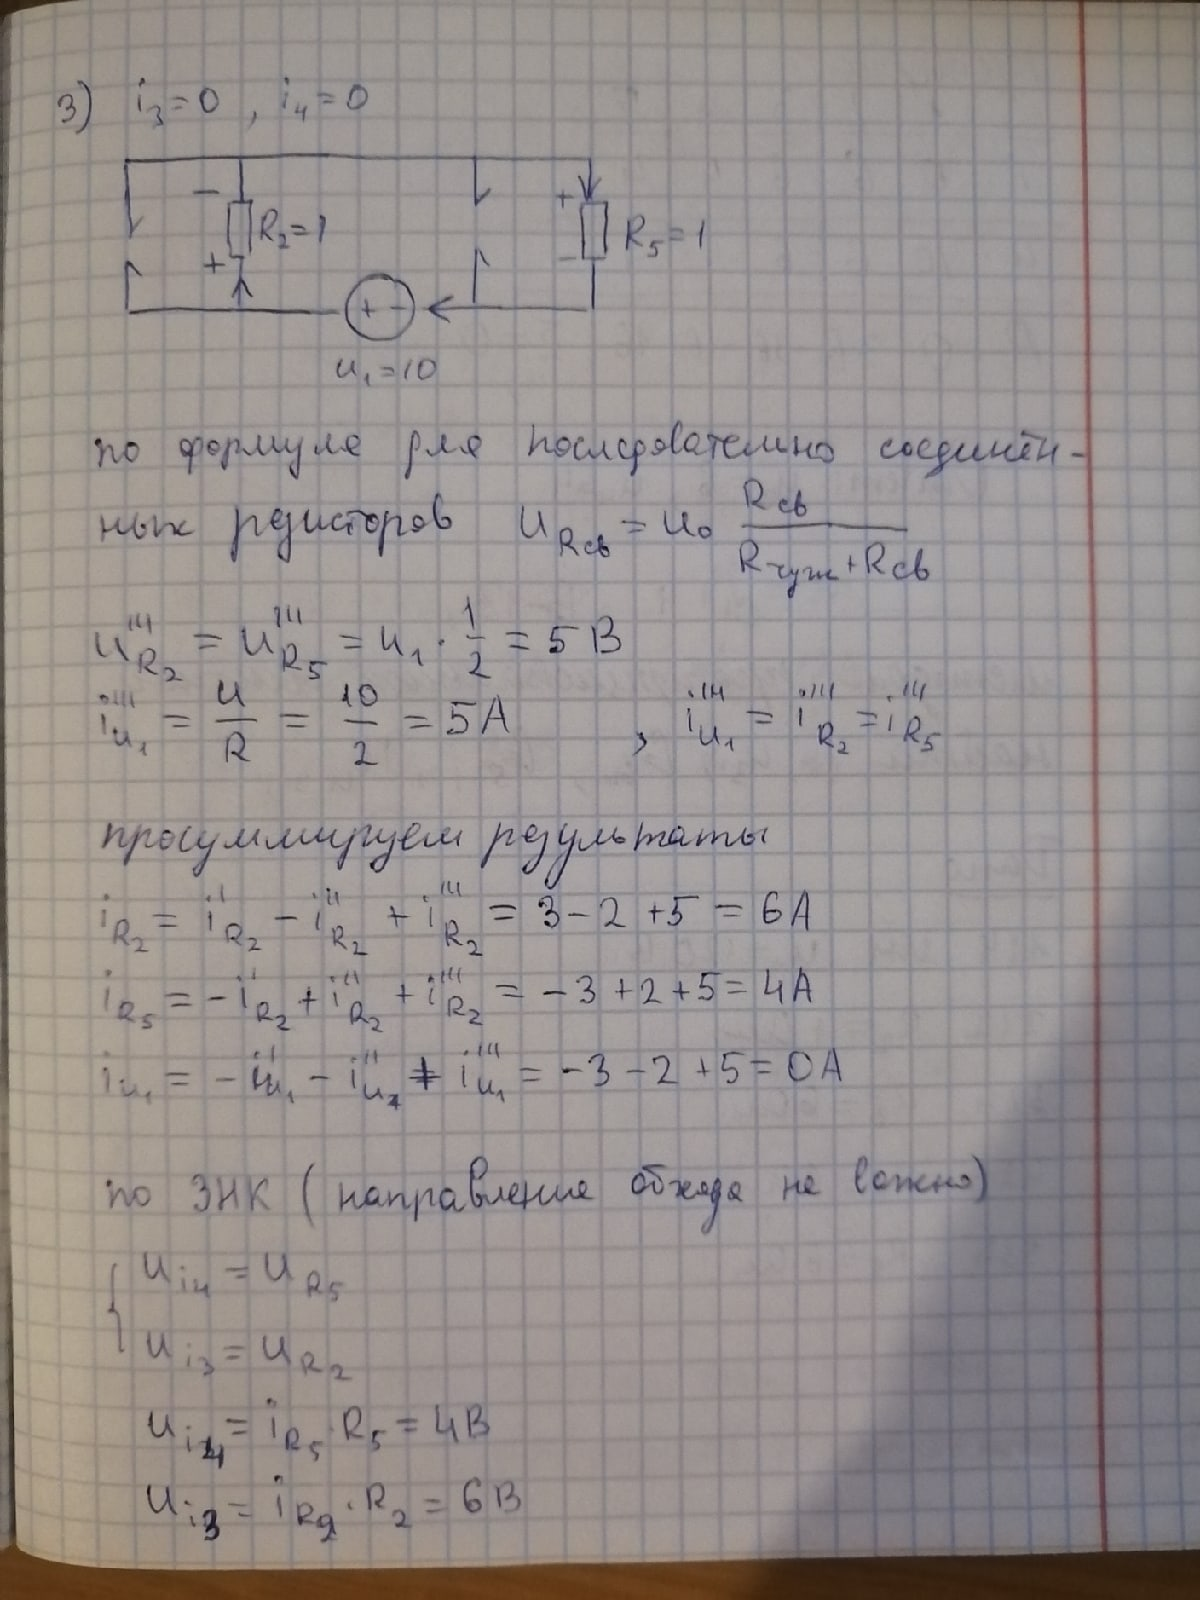 3) i₃=0 , i₄=0
− R₂=1 + − R₅=1
+
+ −
u₁=10
по формуле для последовательно соединён-
ных резисторов u_Rсв = u₀ Rсв / (Rчуж + Rсв)
u'''_R₂ = u'''_R₅ = u₁ · 1/2 = 5 В
i'''_u₁ = u/R = 10/2 = 5А , i'''_u₁ = i'''_R₂ = i'''_R₅
просуммируем результаты
i_R₂ = i'_R₂ − i''_R₂ + i'''_R₂ = 3 − 2 + 5 = 6А
i_R₅ = −i'_R₂ + i''_R₂ + i'''_R₂ = −3 + 2 + 5 = 4А
i_u₁ = −i'_u₁ − i''_u₁ + i'''_u₁ = −3 − 2 + 5 = 0А
по ЗНК (направление обхода не важно)
{ u_i₄ = u_R₅
u_i₃ = u_R₂
u_i₄ = i_R₅ · R₅ = 4В
u_i₃ = i_R₂ · R₂ = 6В